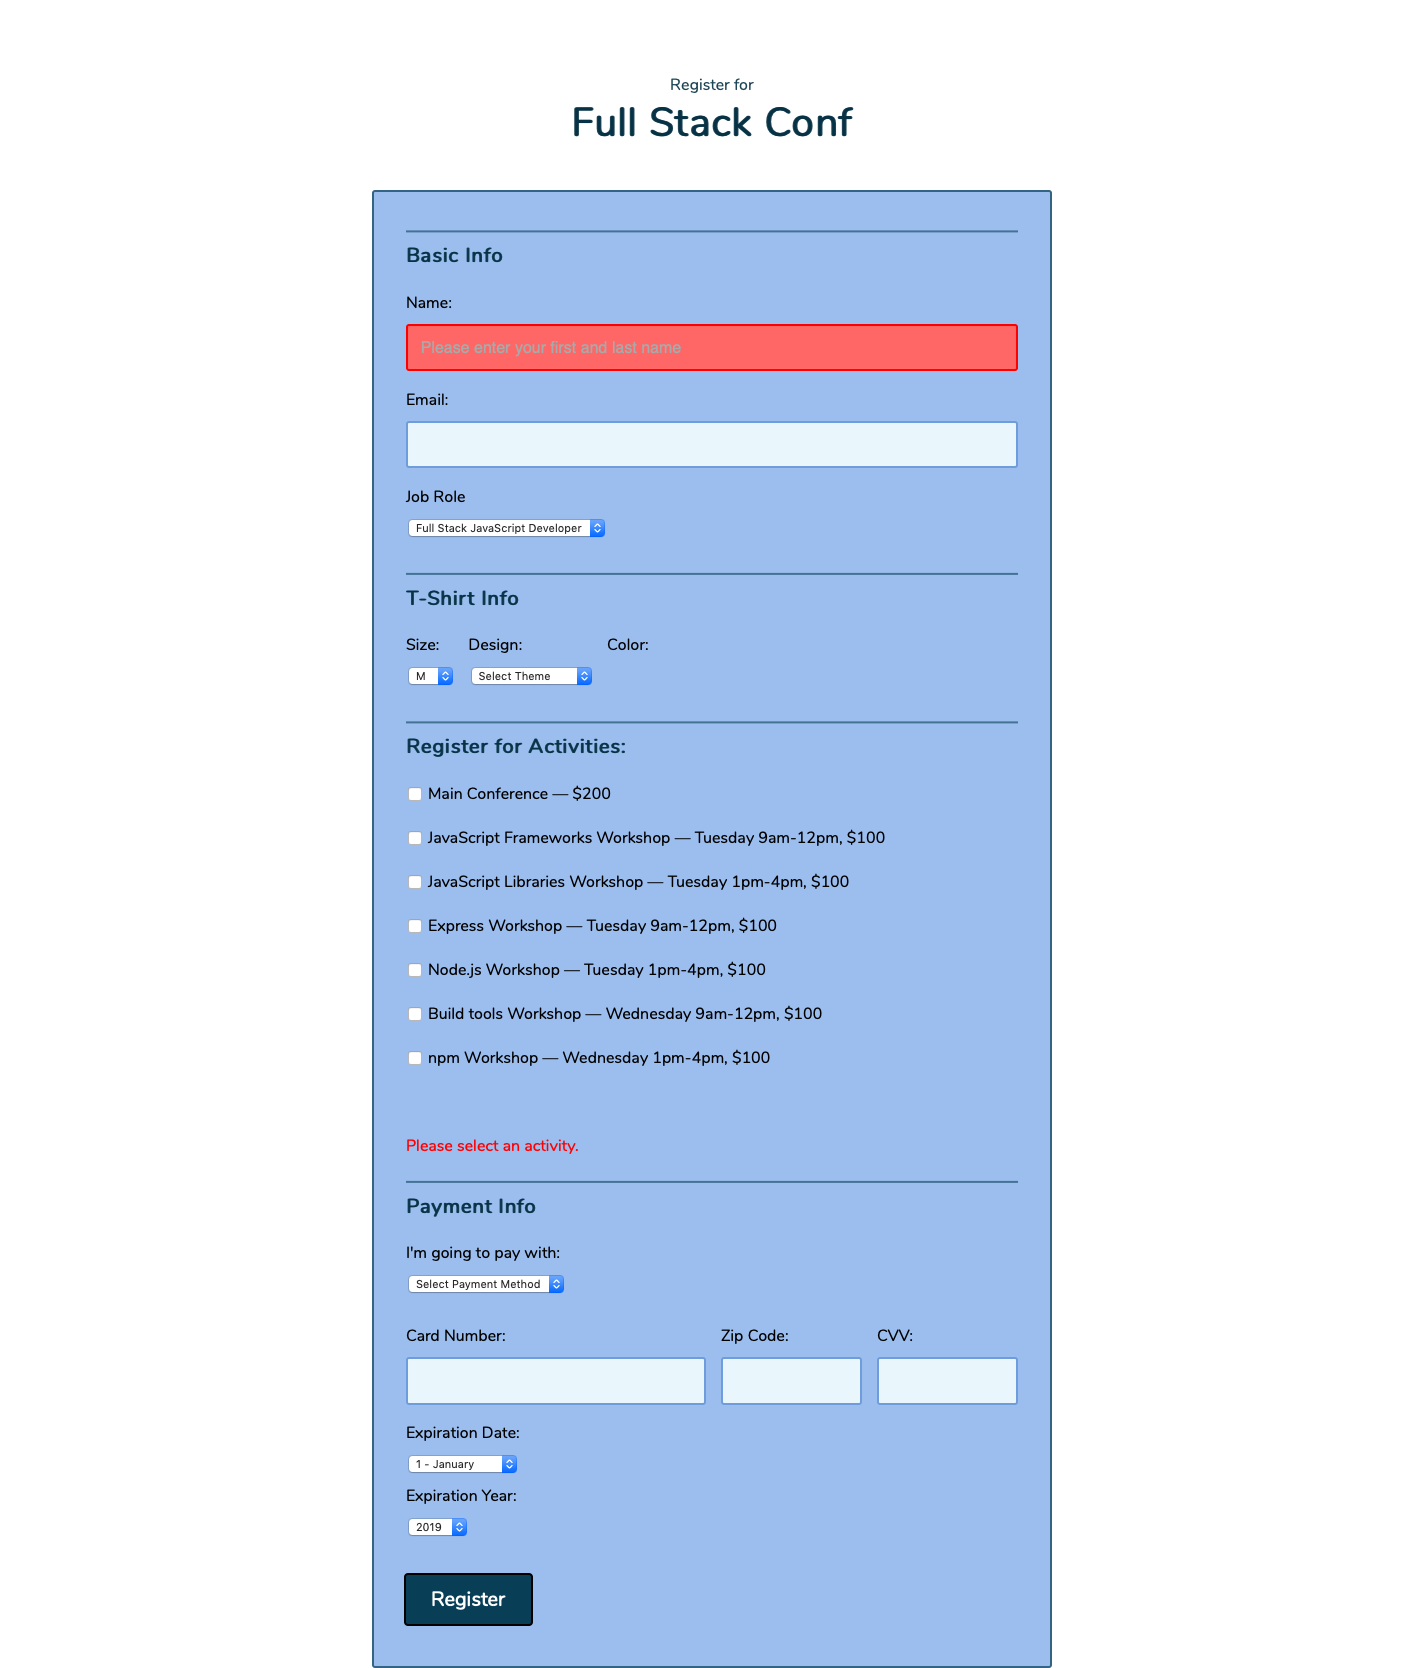 Register for
Full Stack Conf
Basic Info
Name:
Please enter your first and last name
Email:
Job Role
Full Stack JavaScript Developer
T-Shirt Info
Size: Design: Color:
M Select Theme
Register for Activities:
Main Conference — $200
JavaScript Frameworks Workshop — Tuesday 9am-12pm, $100
JavaScript Libraries Workshop — Tuesday 1pm-4pm, $100
Express Workshop — Tuesday 9am-12pm, $100
Node.js Workshop — Tuesday 1pm-4pm, $100
Build tools Workshop — Wednesday 9am-12pm, $100
npm Workshop — Wednesday 1pm-4pm, $100
Please select an activity.
Payment Info
I'm going to pay with:
Select Payment Method
Card Number: Zip Code: CVV:
Expiration Date:
1 - January
Expiration Year:
2019
Register